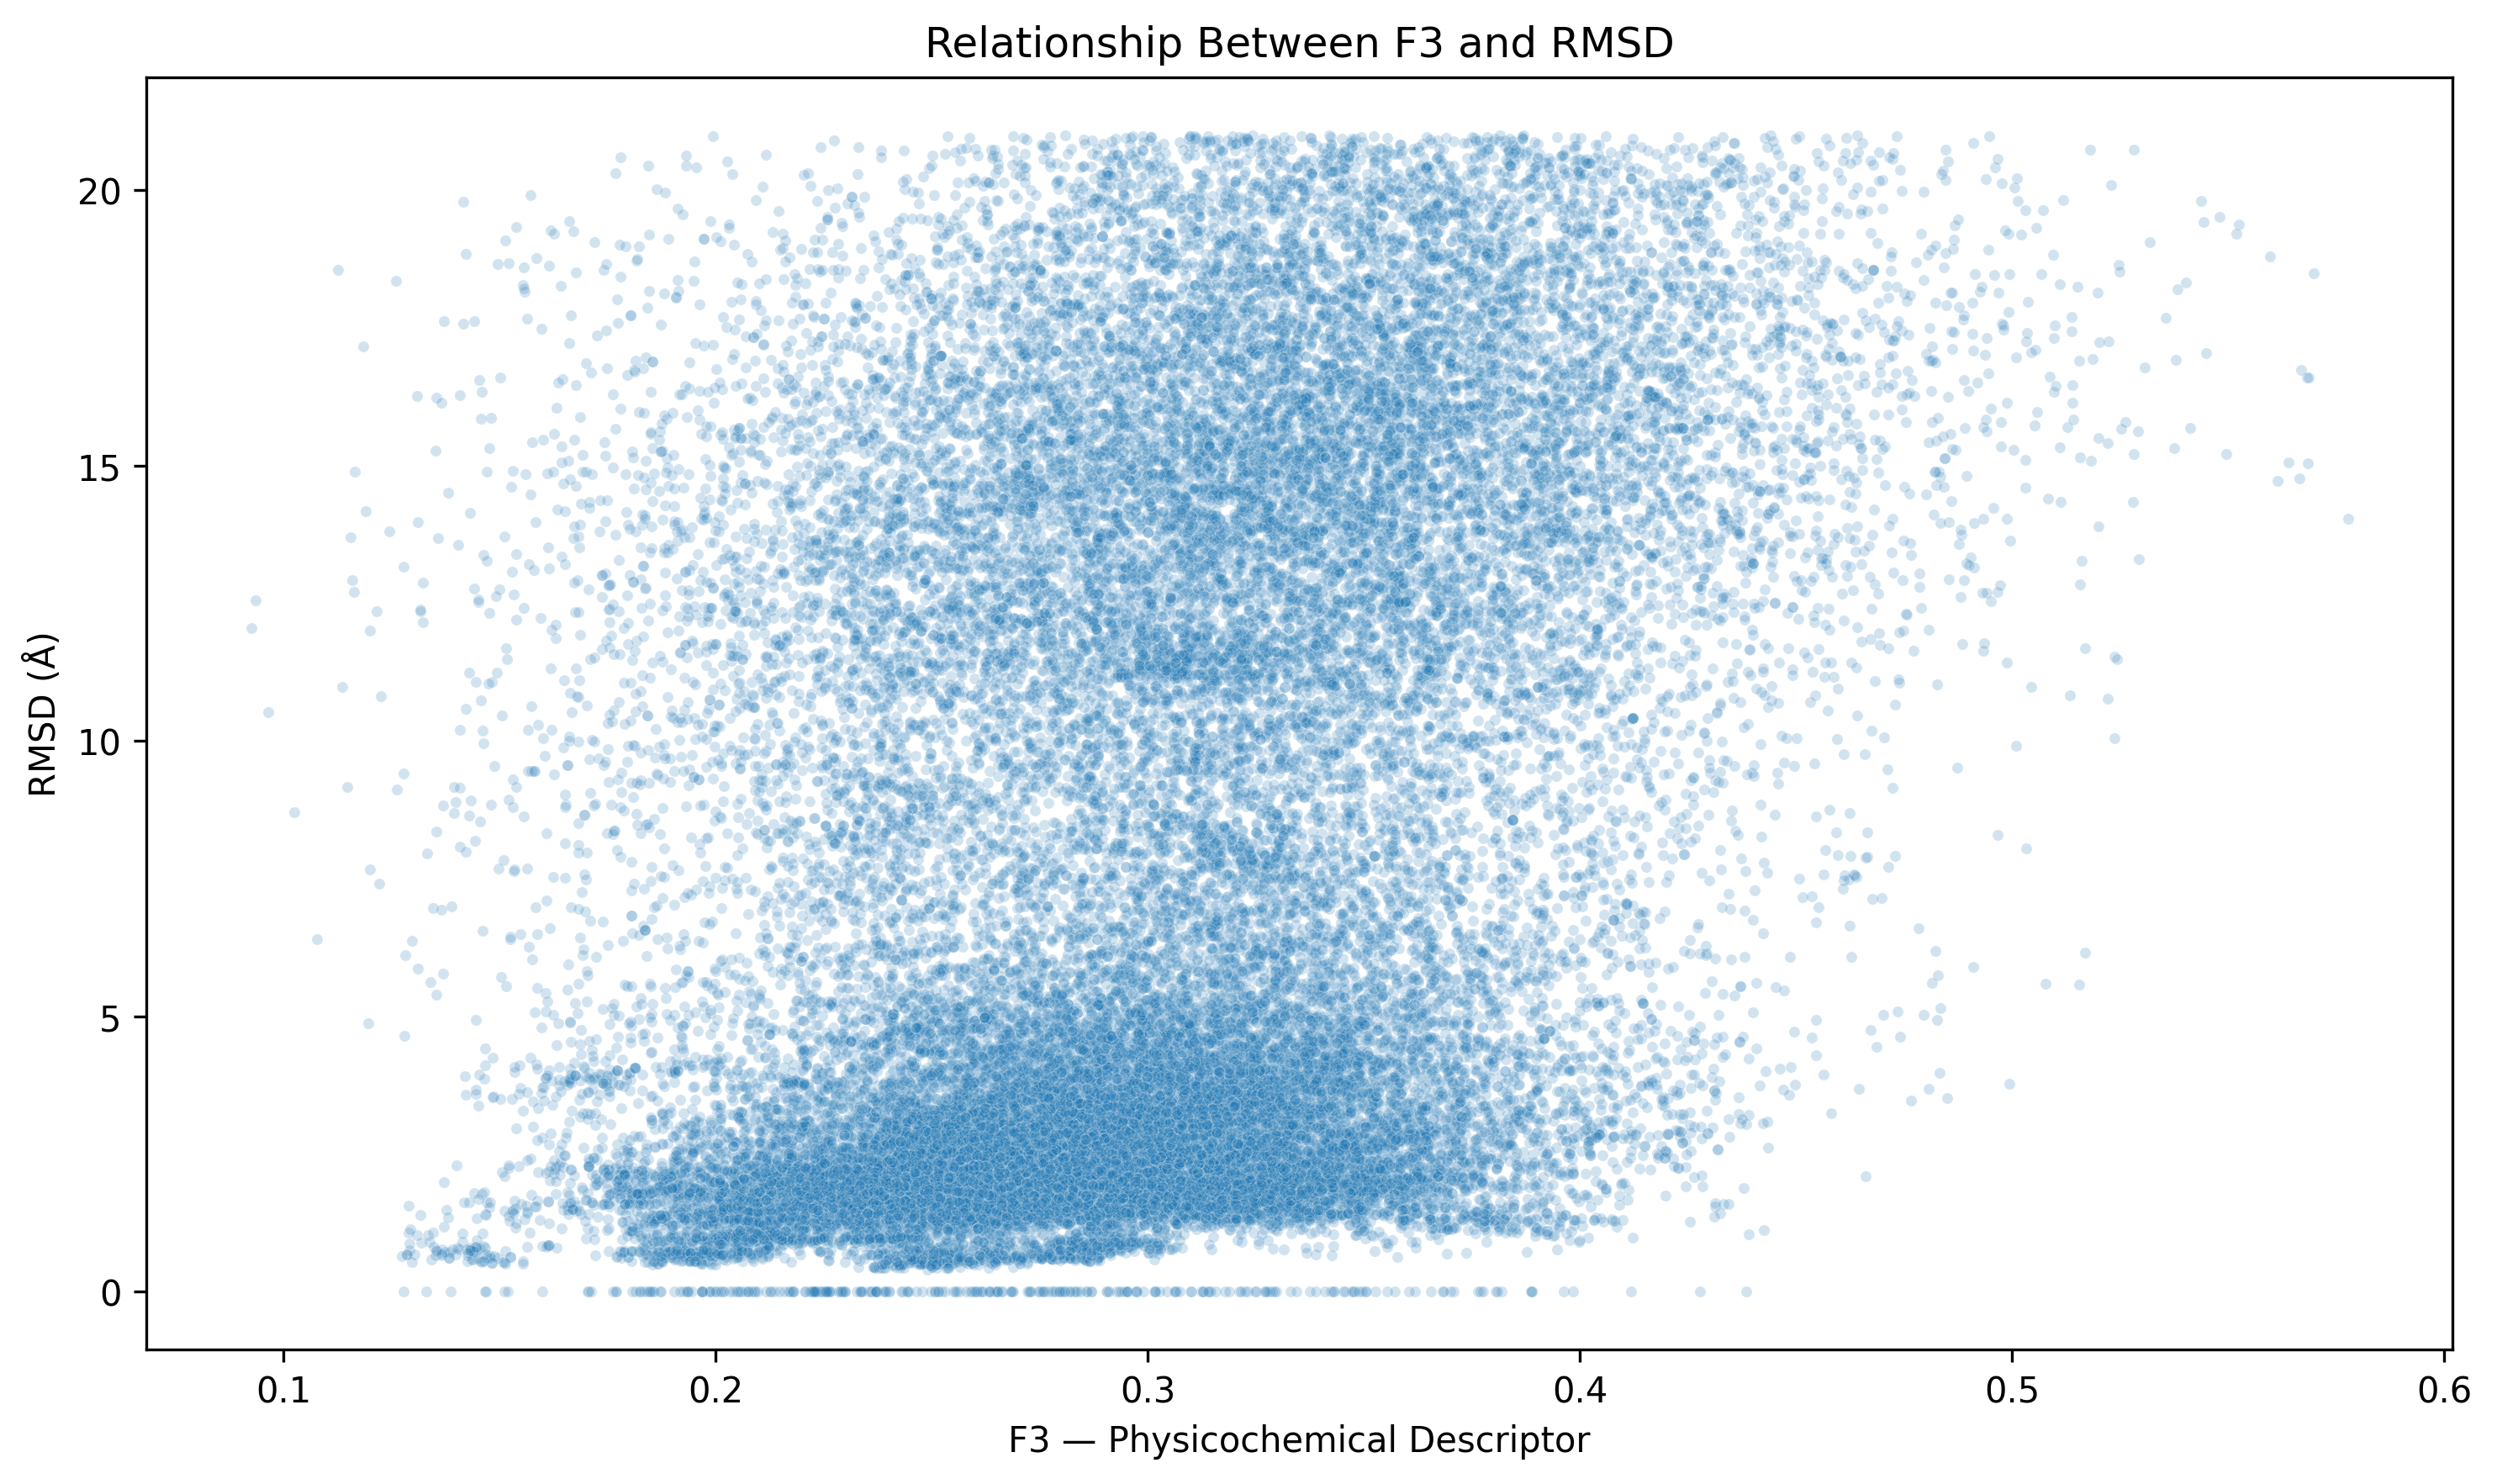 Relationship Between F3 and RMSD
RMSD (Å)
20
15
10
5
0
0.1 0.2 0.3 0.4 0.5 0.6
F3 — Physicochemical Descriptor